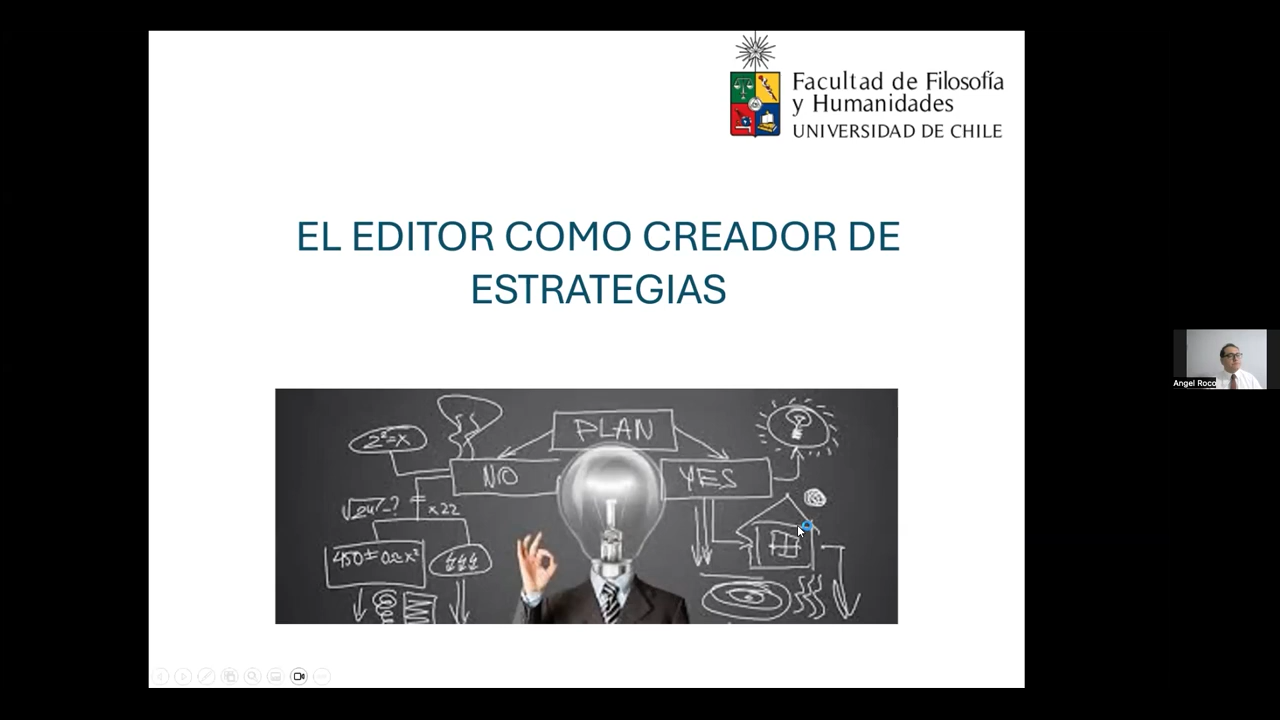 Facultad de Filosofía
y Humanidades
UNIVERSIDAD DE CHILE
EL EDITOR COMO CREADOR DE
ESTRATEGIAS
PLAN
2²=x
NO
YES
x22
Angel Roco